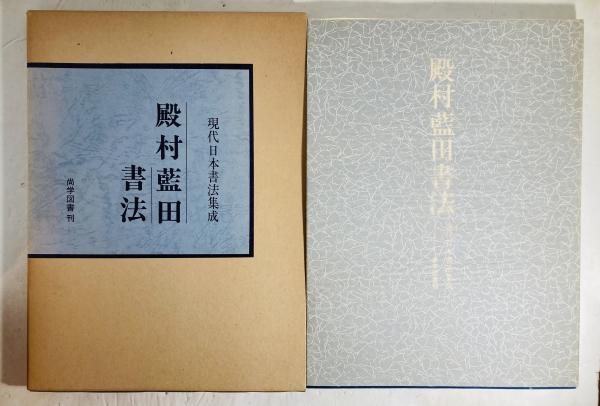 現代日本書法集成
殿村藍田
書法
尚学図書刊
殿村藍田書法